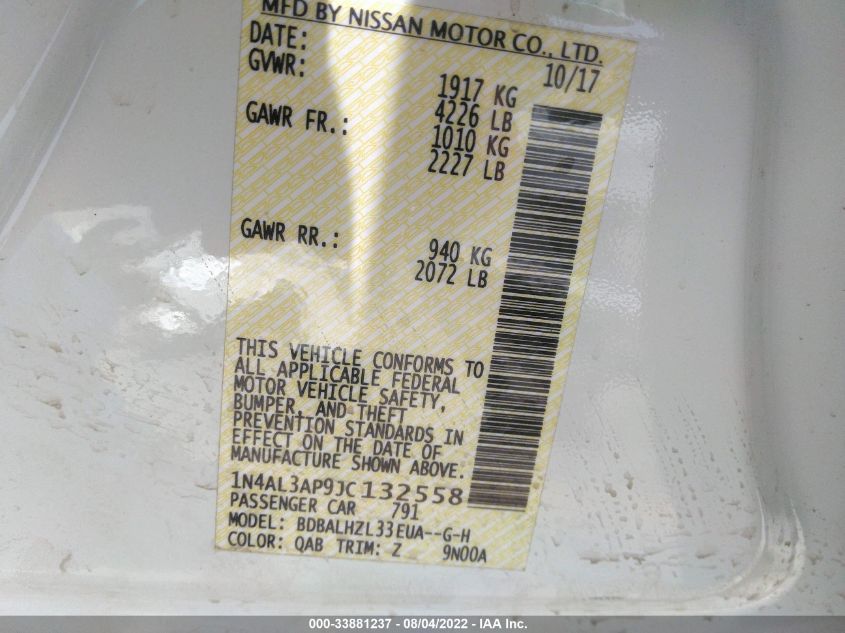 MFD BY NISSAN MOTOR CO., LTD.
DATE: 10/17
GVWR: 1917 KG
4226 LB
GAWR FR.: 1010 KG
2227 LB
GAWR RR.: 940 KG
2072 LB
THIS VEHICLE CONFORMS TO
ALL APPLICABLE FEDERAL
MOTOR VEHICLE SAFETY,
BUMPER, AND THEFT
PREVENTION STANDARDS IN
EFFECT ON THE DATE OF
MANUFACTURE SHOWN ABOVE.
1N4AL3AP9JC132558
PASSENGER CAR 791
MODEL: BDBALHZL33EUA--G-H
COLOR: QAB TRIM: Z 9N00A
000-33881237 - 08/04/2022 - IAA Inc.